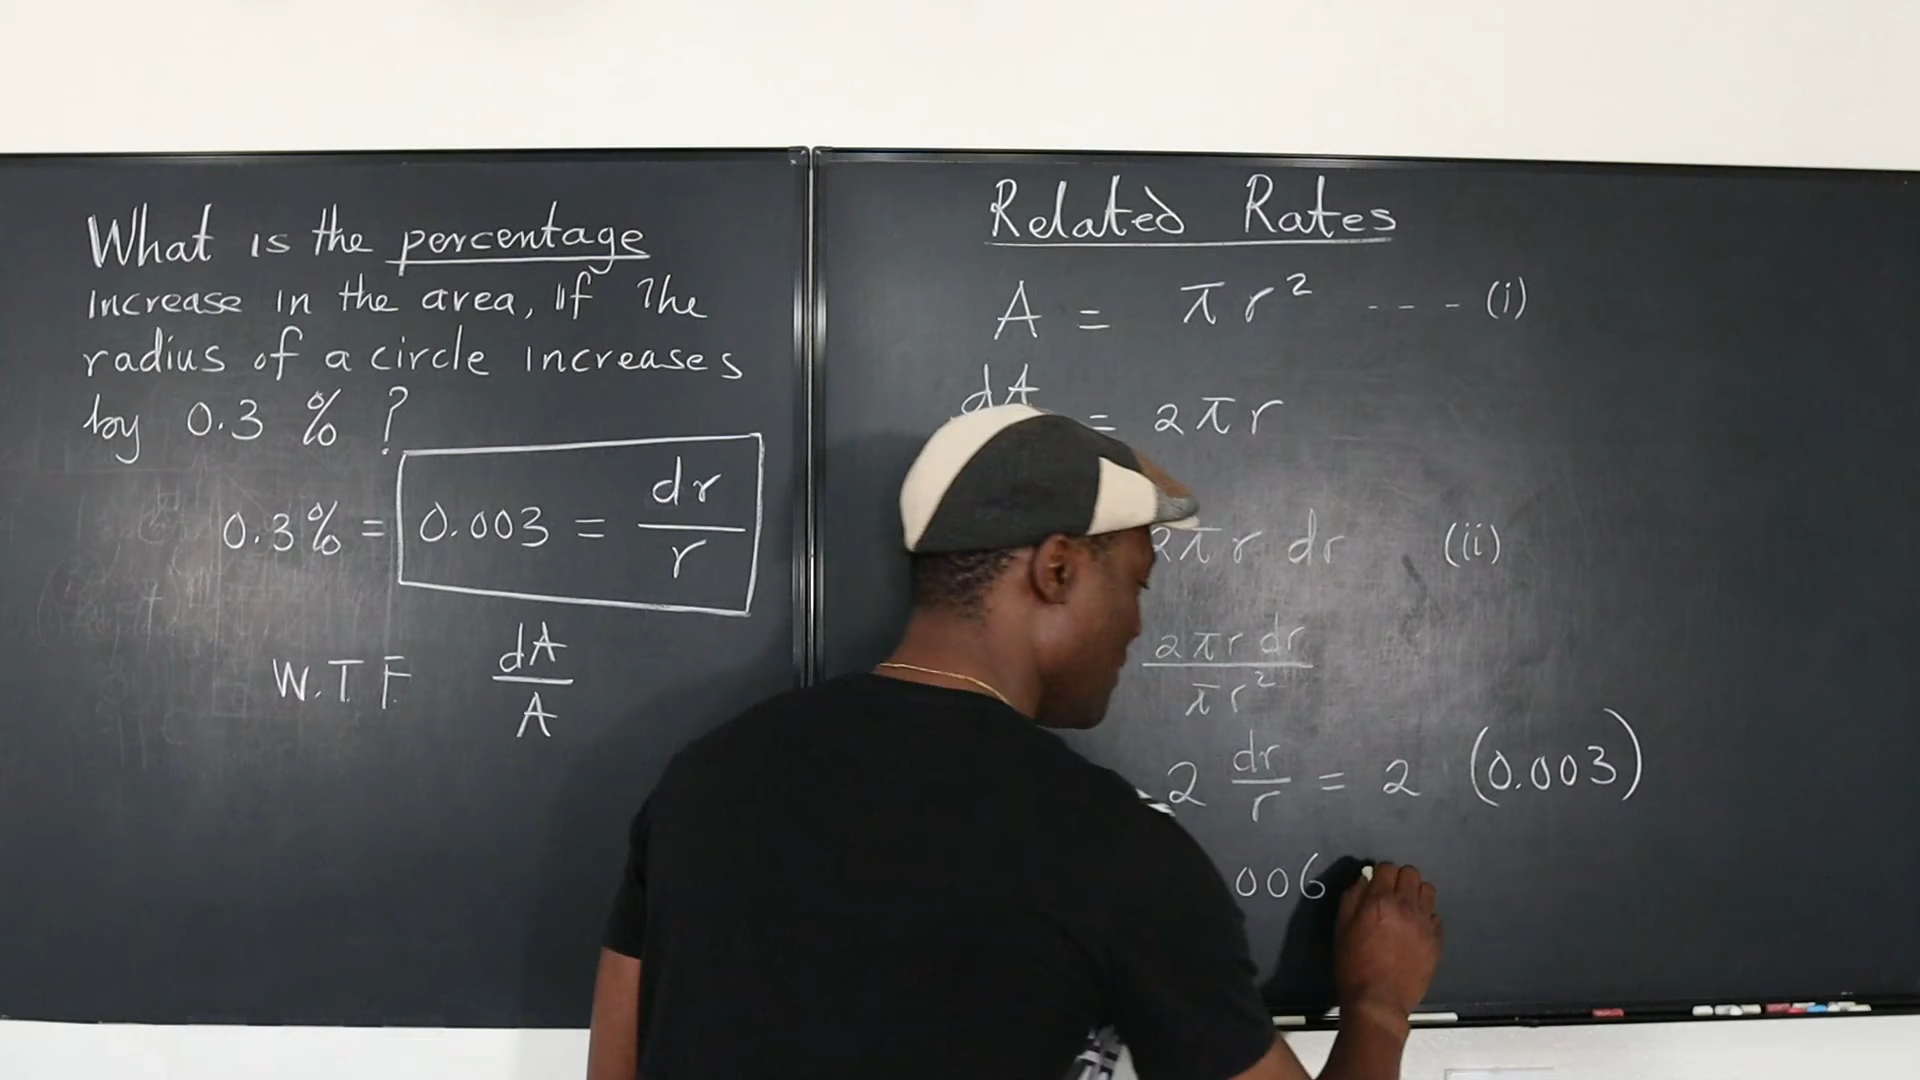 What is the percentage
increase in the area, if the
radius of a circle increases
by 0.3 % ?
0.3% = 0.003 = dr/r
W.T.F. dA/A
Related Rates
A = πr² --- (i)
dA = 2πr
2πr dr (ii)
2πr dr / πr²
2 dr/r = 2 (0.003)
006